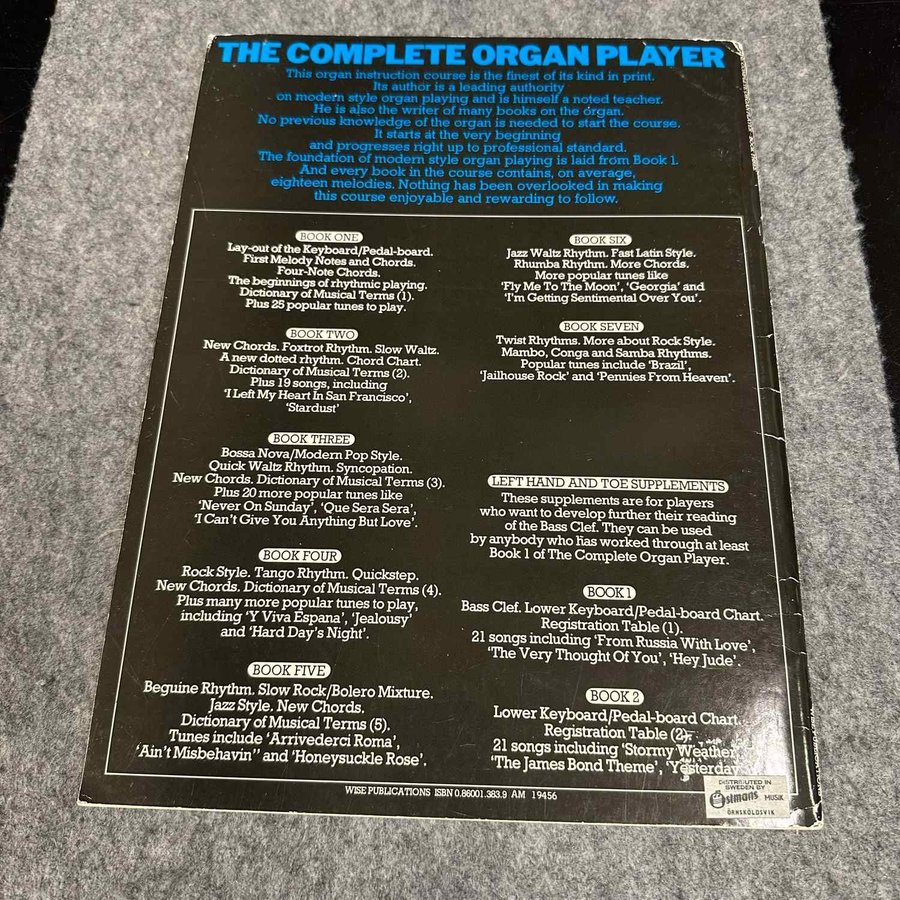 THE COMPLETE ORGAN PLAYER
This organ instruction course is the finest of its kind in print.
Its author is a leading authority
on modern style organ playing and is himself a noted teacher.
He is also the writer of many books on the organ.
No previous knowledge of the organ is needed to start the course.
It starts at the very beginning
and progresses right up to professional standard.
The foundation of modern style organ playing is laid from Book 1.
And every book in the course contains, on average,
eighteen melodies. Nothing has been overlooked in making
this course enjoyable and rewarding to follow.
BOOK ONE
Lay-out of the Keyboard/Pedal-board.
First Melody Notes and Chords.
Four-Note Chords.
The beginnings of rhythmic playing.
Dictionary of Musical Terms (1).
Plus 25 popular tunes to play.
BOOK TWO
New Chords. Foxtrot Rhythm. Slow Waltz.
A new dotted rhythm. Chord Chart.
Dictionary of Musical Terms (2).
Plus 19 songs, including
'I Left My Heart In San Francisco',
'Stardust'
BOOK THREE
Bossa Nova/Modern Pop Style.
Quick Waltz Rhythm. Syncopation.
New Chords. Dictionary of Musical Terms (3).
Plus 20 more popular tunes like
'Never On Sunday', 'Que Sera Sera',
'I Can't Give You Anything But Love'.
BOOK FOUR
Rock Style. Tango Rhythm. Quickstep.
New Chords. Dictionary of Musical Terms (4).
Plus many more popular tunes to play,
including 'Y Viva Espana', 'Jealousy'
and 'Hard Day's Night'.
BOOK FIVE
Beguine Rhythm. Slow Rock/Bolero Mixture.
Jazz Style. New Chords.
Dictionary of Musical Terms (5).
Tunes include 'Arrivederci Roma',
'Ain't Misbehavin'' and 'Honeysuckle Rose'.
BOOK SIX
Jazz Waltz Rhythm. Fast Latin Style.
Rhumba Rhythm. More Chords.
More popular tunes like
'Fly Me To The Moon', 'Georgia' and
'I'm Getting Sentimental Over You'.
BOOK SEVEN
Twist Rhythms. More about Rock Style.
Mambo, Conga and Samba Rhythms.
Popular tunes include 'Brazil',
'Jailhouse Rock' and 'Pennies From Heaven'.
LEFT HAND AND TOE SUPPLEMENTS
These supplements are for players
who want to develop further their reading
of the Bass Clef. They can be used
by anybody who has worked through at least
Book 1 of The Complete Organ Player.
BOOK 1
Bass Clef. Lower Keyboard/Pedal-board Chart.
Registration Table (1).
21 songs including 'From Russia With Love',
'The Very Thought Of You', 'Hey Jude'.
BOOK 2
Lower Keyboard/Pedal-board Chart.
Registration Table (2).
21 songs including 'Stormy Weather',
'The James Bond Theme', 'Yesterday'
WISE PUBLICATIONS ISBN 0.86001.383.9 AM 19456
DISTRIBUTED IN
SWEDEN BY
Östmans MUSIK
ÖRNSKÖLDSVIK